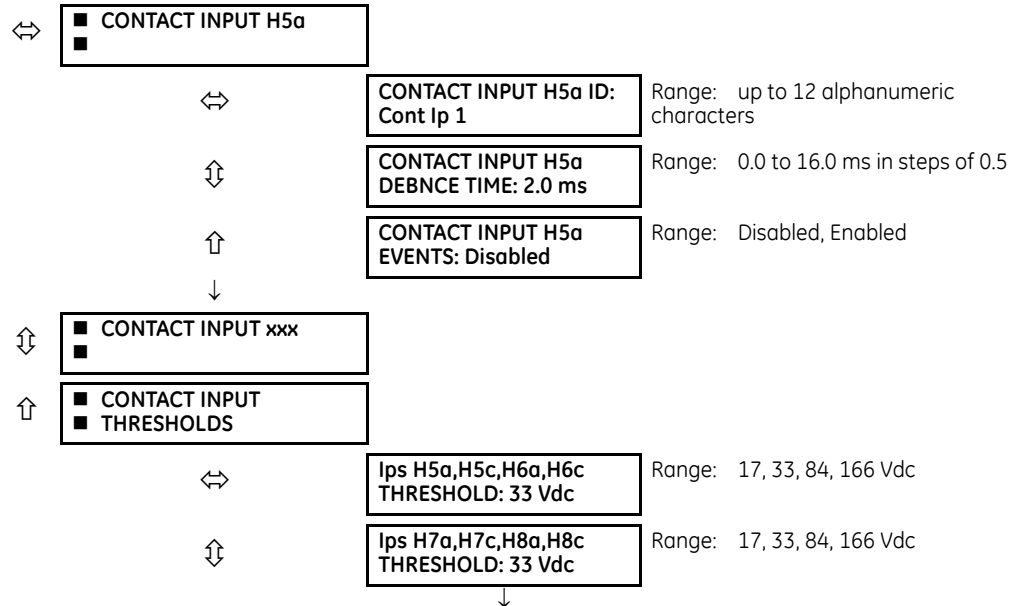 ■ CONTACT INPUT H5a
■
CONTACT INPUT H5a ID:
Cont Ip 1
Range: up to 12 alphanumeric
characters
CONTACT INPUT H5a
DEBNCE TIME: 2.0 ms
Range: 0.0 to 16.0 ms in steps of 0.5
CONTACT INPUT H5a
EVENTS: Disabled
Range: Disabled, Enabled
↓
■ CONTACT INPUT xxx
■
■ CONTACT INPUT
■ THRESHOLDS
Ips H5a,H5c,H6a,H6c
THRESHOLD: 33 Vdc
Range: 17, 33, 84, 166 Vdc
Ips H7a,H7c,H8a,H8c
THRESHOLD: 33 Vdc
Range: 17, 33, 84, 166 Vdc
↓